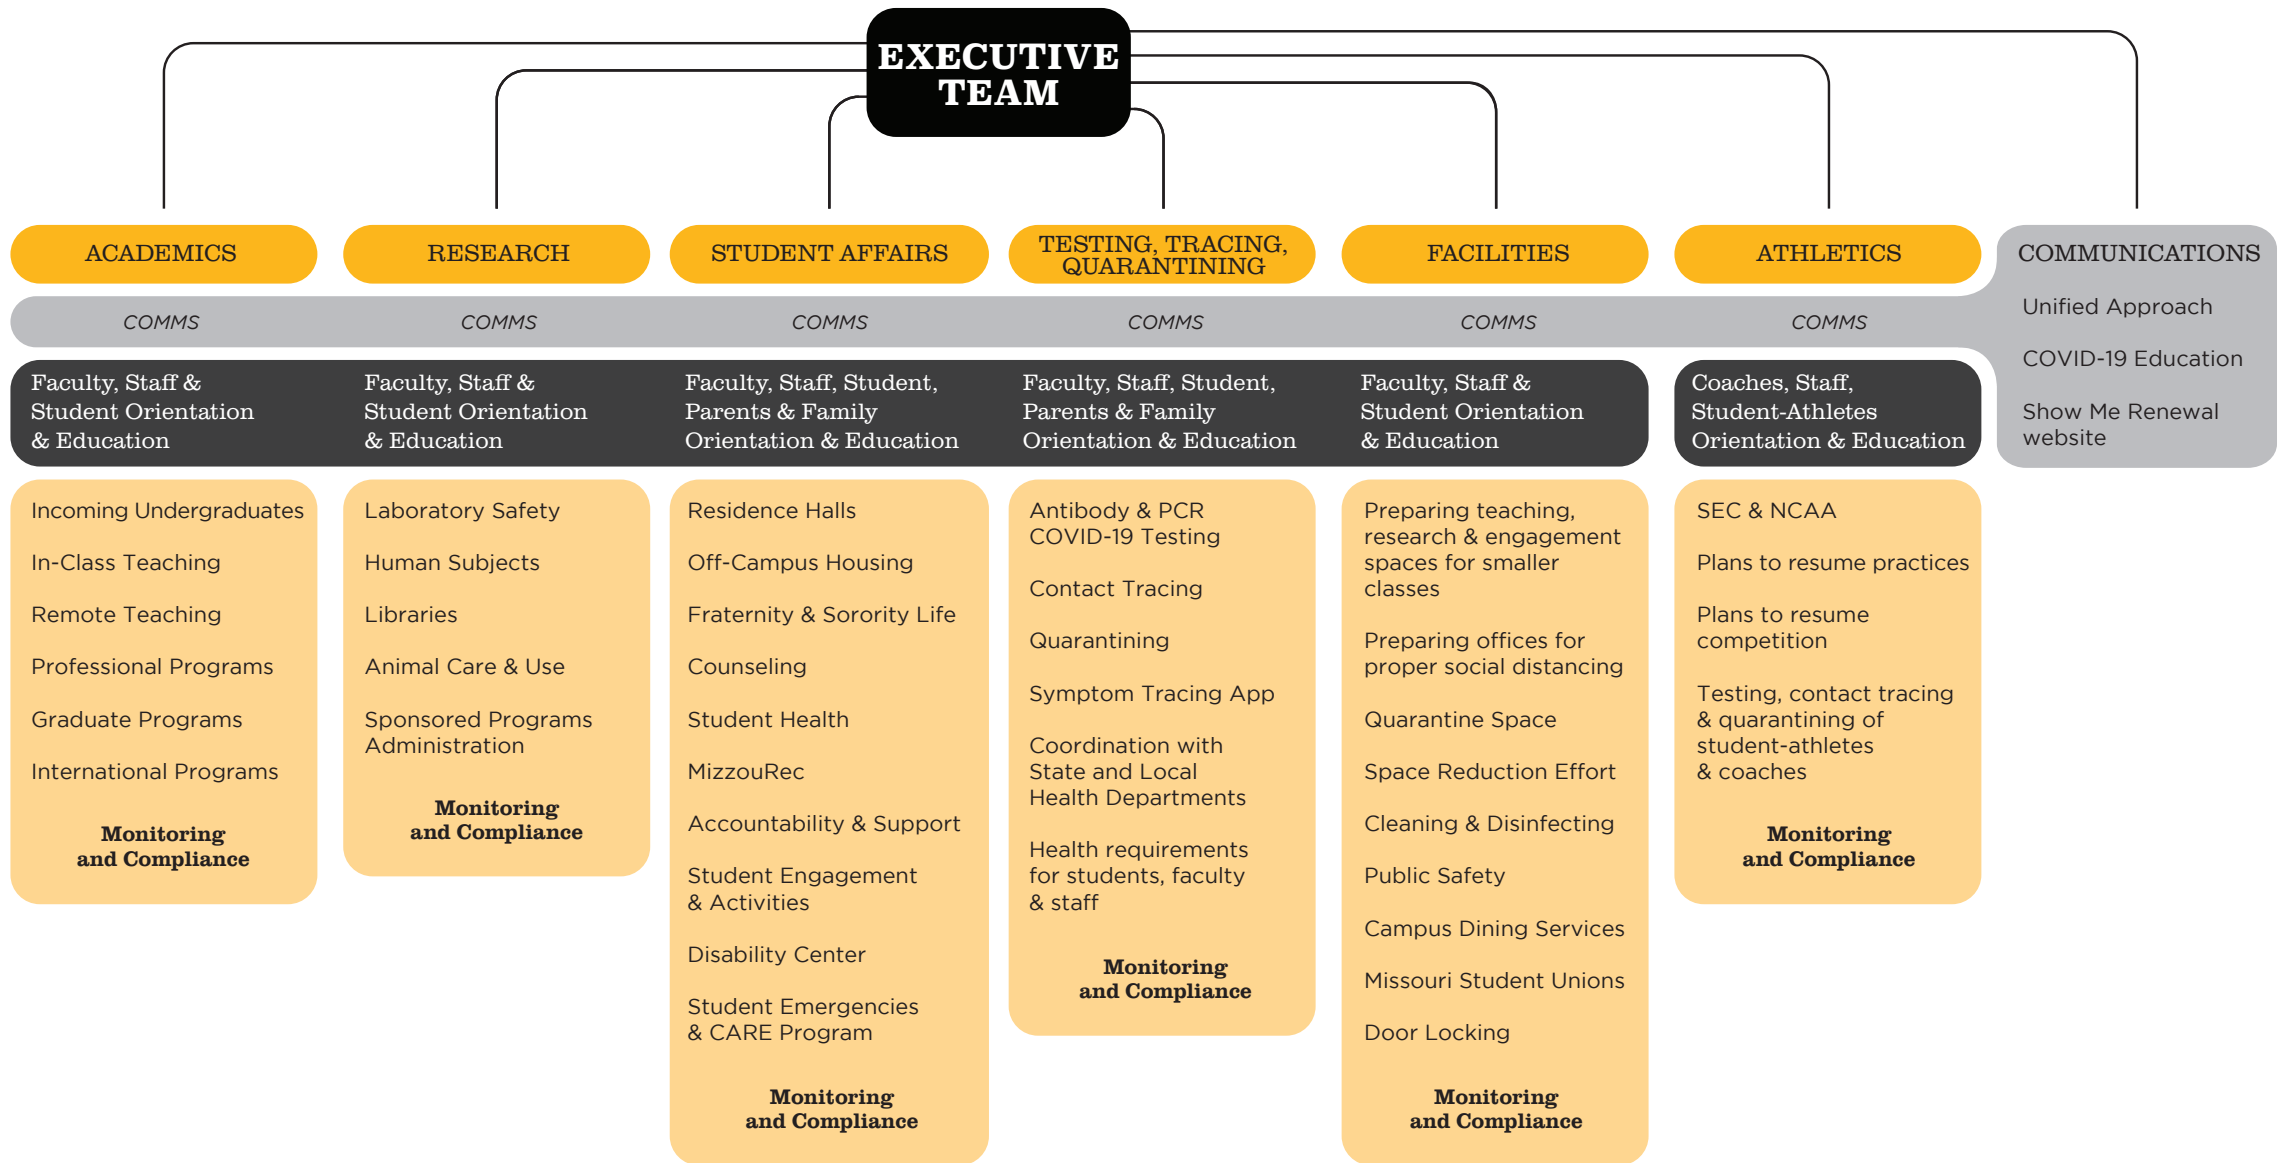 EXECUTIVE
TEAM
ACADEMICS
RESEARCH
STUDENT AFFAIRS
TESTING, TRACING,
QUARANTINING
FACILITIES
ATHLETICS
COMMUNICATIONS
COMMS
COMMS
COMMS
COMMS
COMMS
COMMS
Unified Approach
COVID-19 Education
Show Me Renewal
website
Faculty, Staff &
Student Orientation
& Education
Faculty, Staff &
Student Orientation
& Education
Faculty, Staff, Student,
Parents & Family
Orientation & Education
Faculty, Staff, Student,
Parents & Family
Orientation & Education
Faculty, Staff &
Student Orientation
& Education
Coaches, Staff,
Student-Athletes
Orientation & Education
Incoming Undergraduates
In-Class Teaching
Remote Teaching
Professional Programs
Graduate Programs
International Programs
Monitoring
and Compliance
Laboratory Safety
Human Subjects
Libraries
Animal Care & Use
Sponsored Programs
Administration
Monitoring
and Compliance
Residence Halls
Off-Campus Housing
Fraternity & Sorority Life
Counseling
Student Health
MizzouRec
Accountability & Support
Student Engagement
& Activities
Disability Center
Student Emergencies
& CARE Program
Monitoring
and Compliance
Antibody & PCR
COVID-19 Testing
Contact Tracing
Quarantining
Symptom Tracing App
Coordination with
State and Local
Health Departments
Health requirements
for students, faculty
& staff
Monitoring
and Compliance
Preparing teaching,
research & engagement
spaces for smaller
classes
Preparing offices for
proper social distancing
Quarantine Space
Space Reduction Effort
Cleaning & Disinfecting
Public Safety
Campus Dining Services
Missouri Student Unions
Door Locking
Monitoring
and Compliance
SEC & NCAA
Plans to resume practices
Plans to resume
competition
Testing, contact tracing
& quarantining of
student-athletes
& coaches
Monitoring
and Compliance